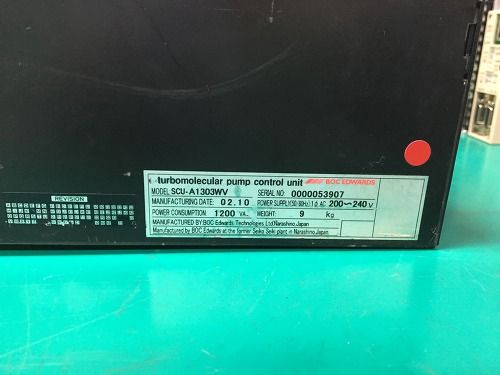 turbomolecular pump control unit BOC EDWARDS
MODEL SCU-A1303WV SERIAL NO: 0000053907
MANUFACTURING DATE: 02.10 POWER SUPPLY(50/60Hz) 1φ AC 200~240 V
POWER CONSUMPTION: 1200 VA WEIGHT: 9 Kg
MANUFACTURED BY BOC Edwards Technologies Ltd Narashino,Japan
Manufactured by BOC Edwards at the former Seiko Seiki plant in Narashino,Japan
REVISION